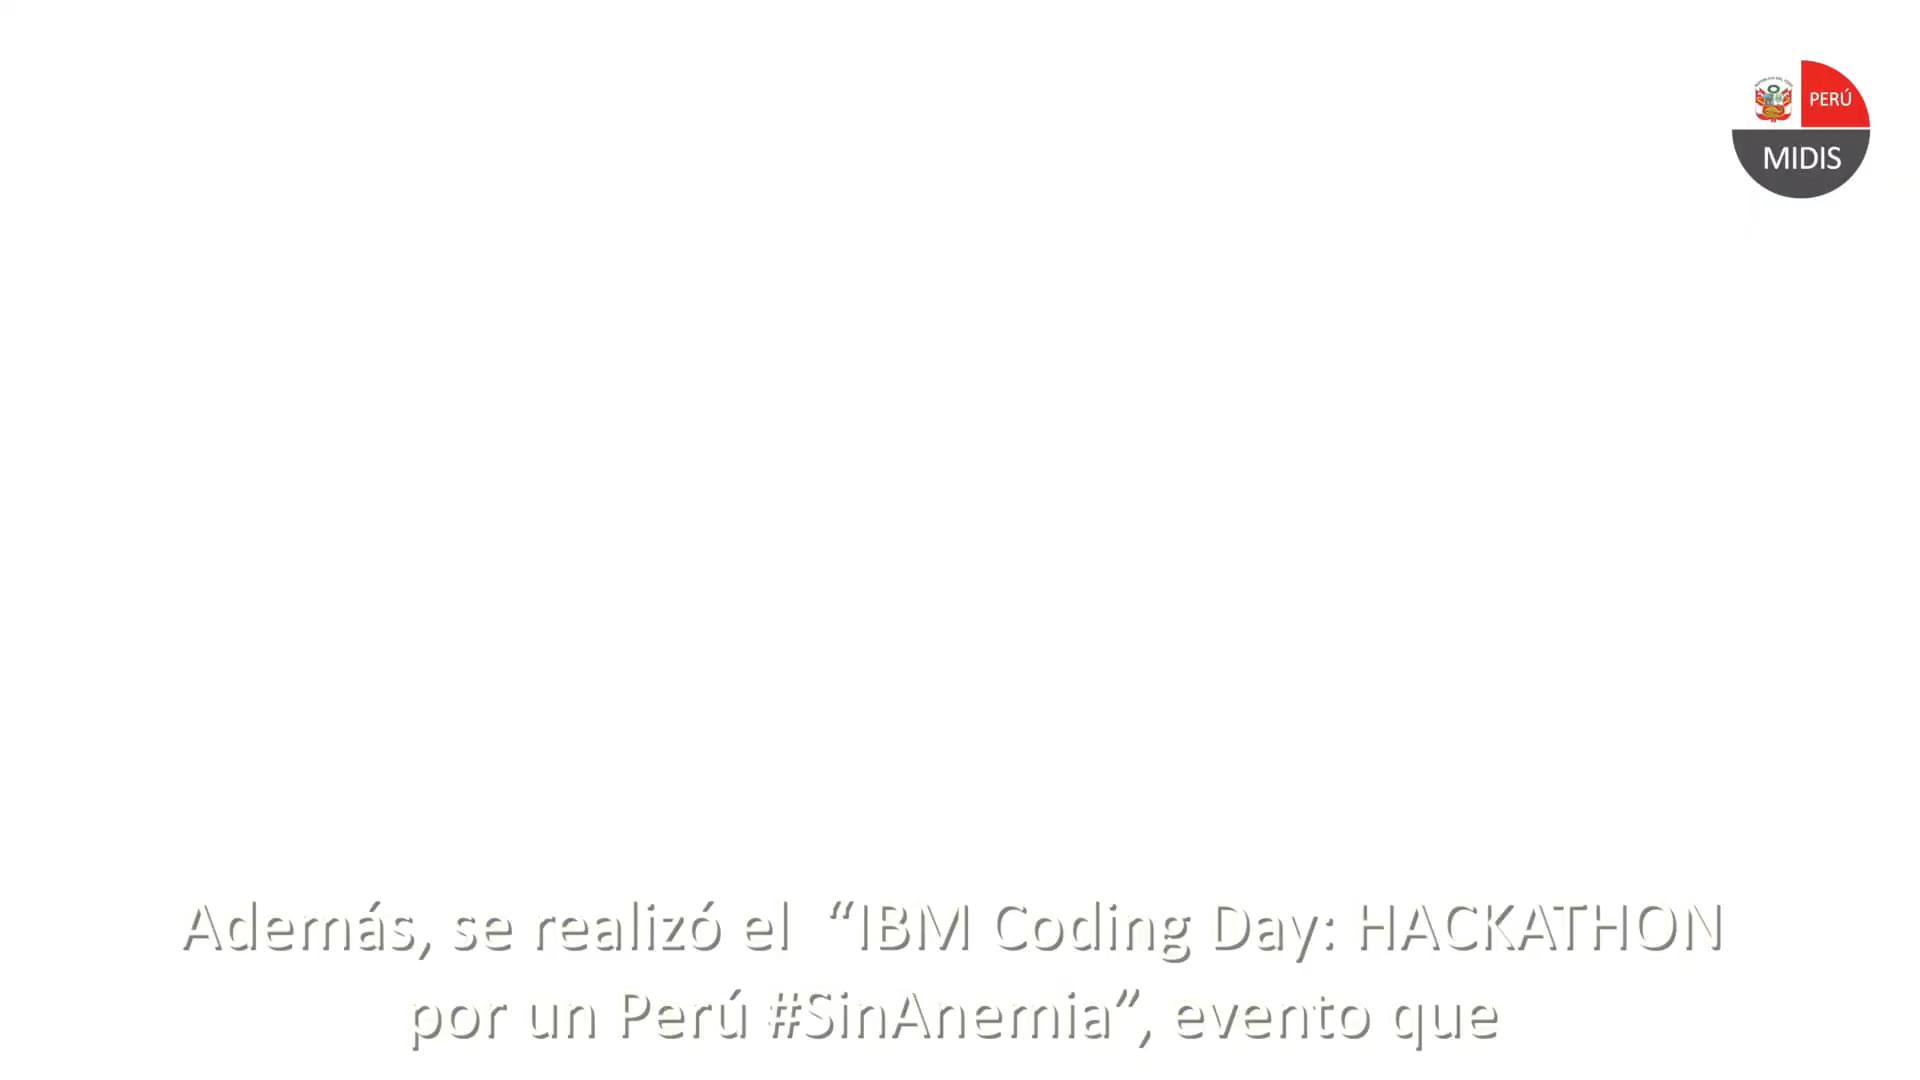 PERÚ
MIDIS
Además, se realizó el “IBM Coding Day: HACKATHON
por un Perú #SinAnemia”, evento que